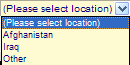 (Please select location)
(Please select location)
Afghanistan
Iraq
Other